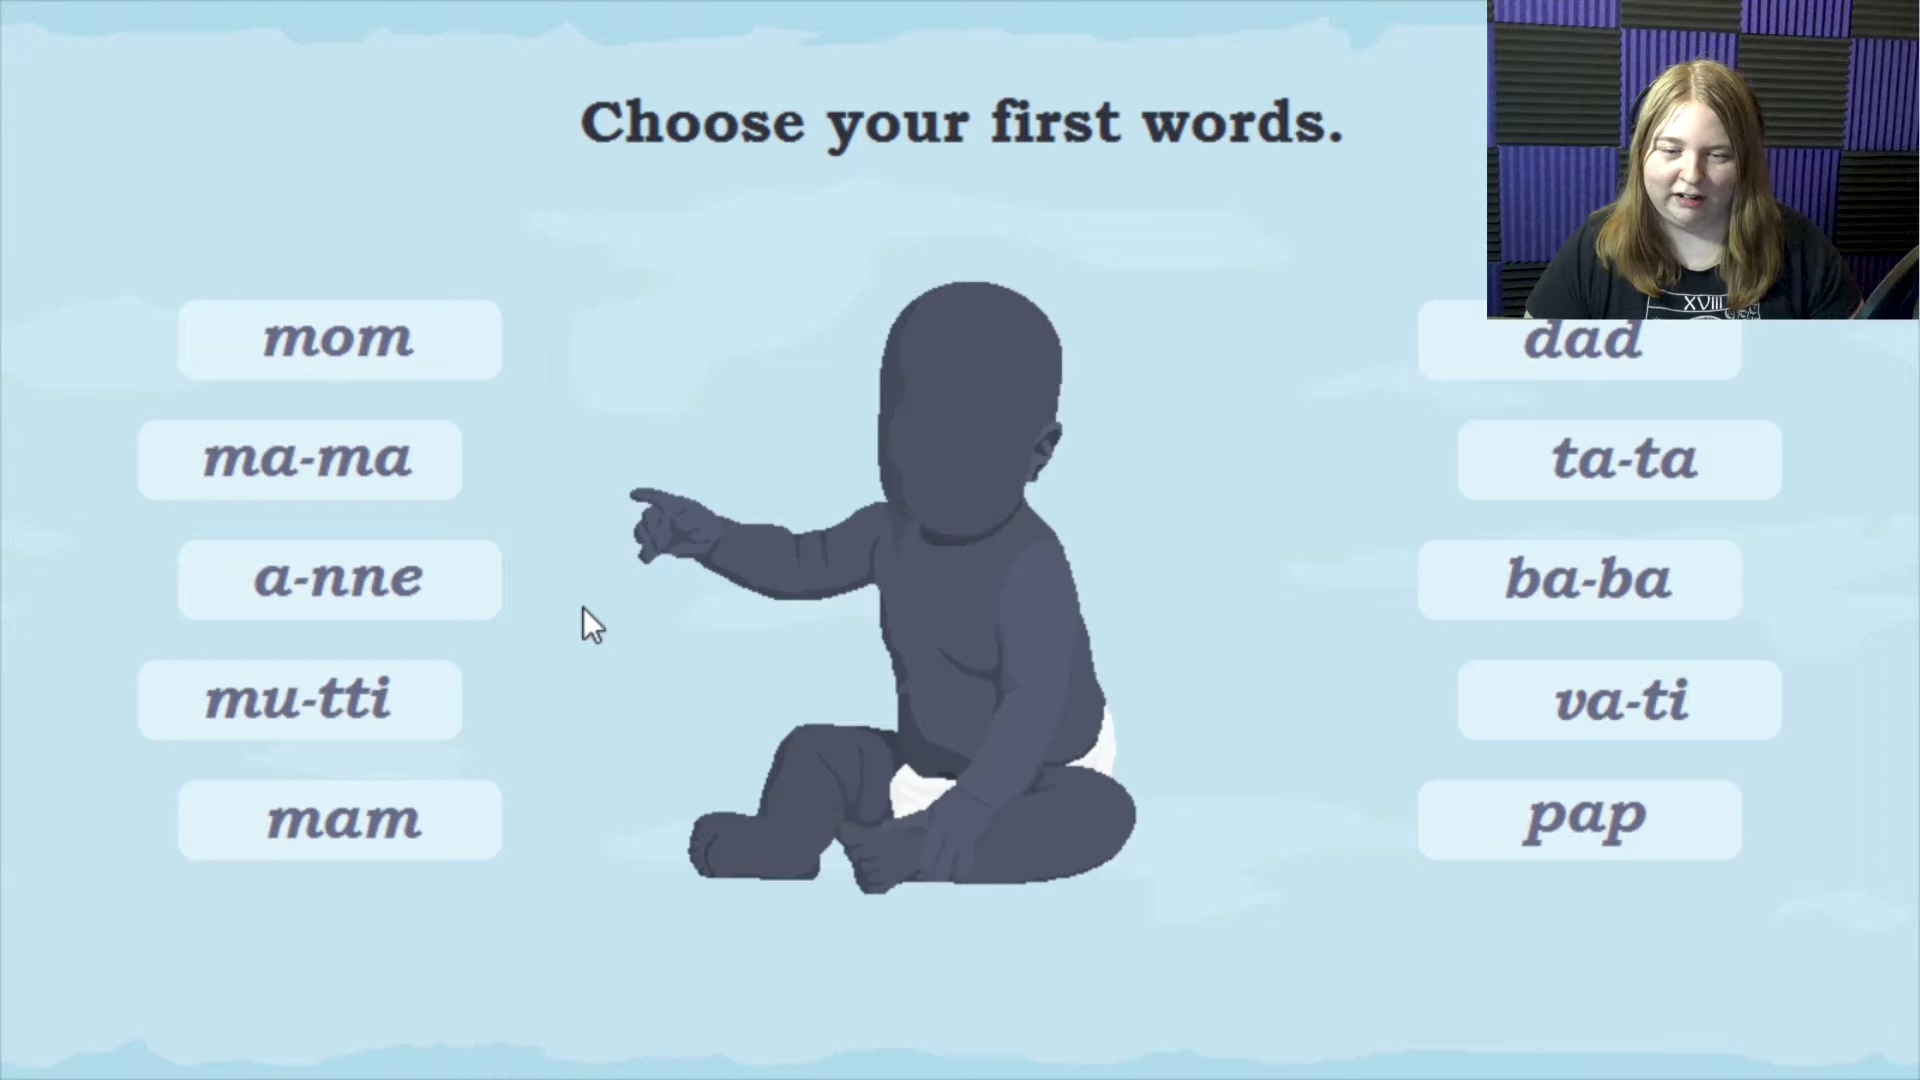 Choose your first words.
mom
ma-ma
a-nne
mu-tti
mam
dad
ta-ta
ba-ba
va-ti
pap
XVIII